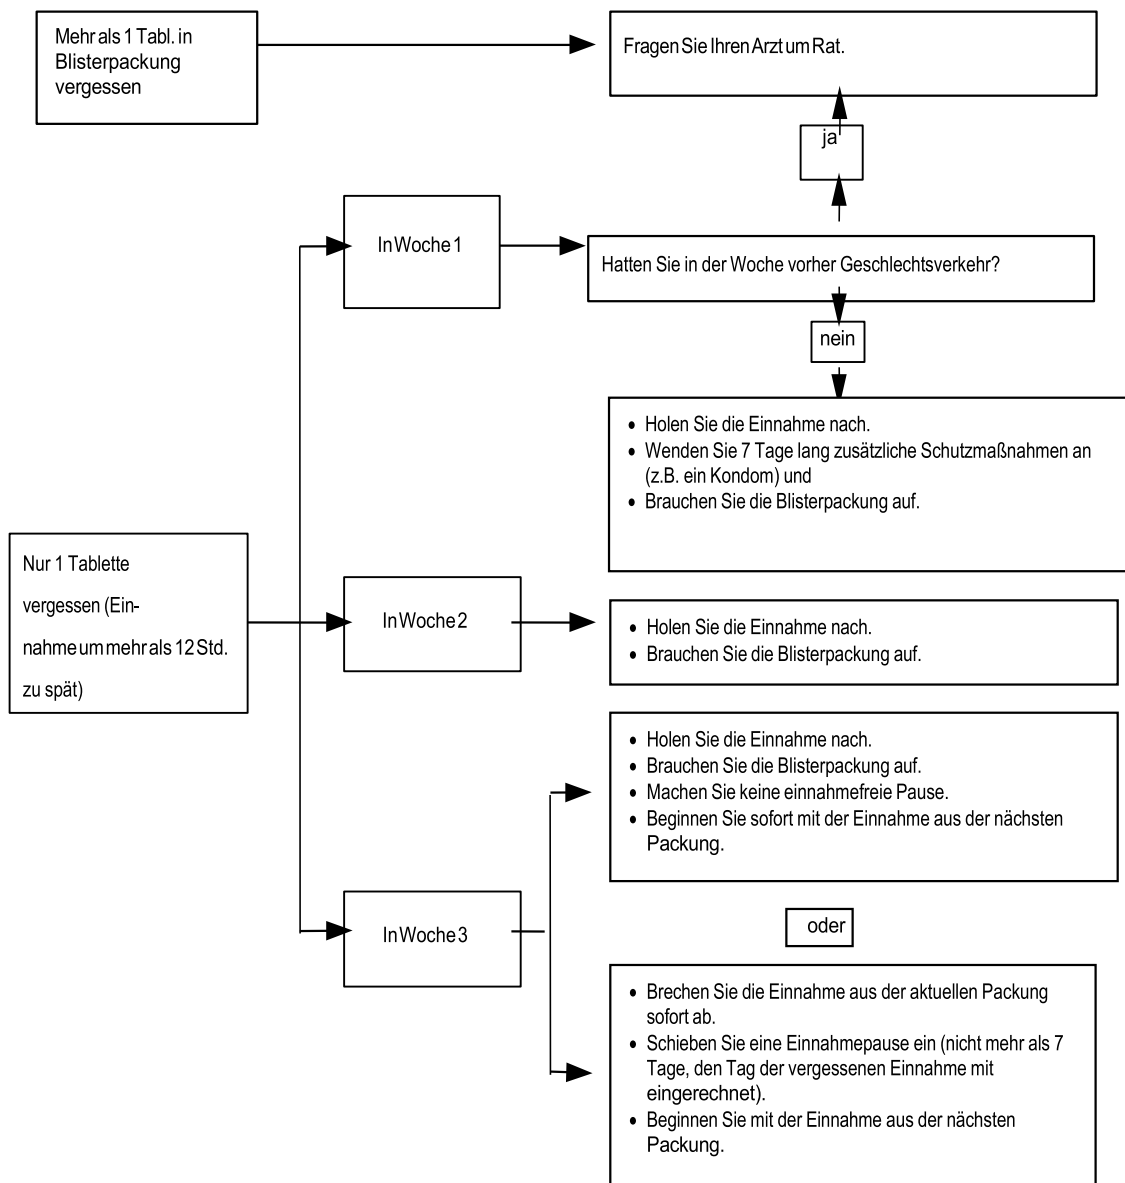 Mehr als 1 Tabl. in
Blisterpackung
vergessen
Fragen Sie Ihren Arzt um Rat.
ja
In Woche 1
Hatten Sie in der Woche vorher Geschlechtsverkehr?
nein
• Holen Sie die Einnahme nach.
• Wenden Sie 7 Tage lang zusätzliche Schutzmaßnahmen an
(z.B. ein Kondom) und
• Brauchen Sie die Blisterpackung auf.
Nur 1 Tablette
vergessen (Ein-
nahme um mehr als 12 Std.
zu spät)
In Woche 2
• Holen Sie die Einnahme nach.
• Brauchen Sie die Blisterpackung auf.
• Holen Sie die Einnahme nach.
• Brauchen Sie die Blisterpackung auf.
• Machen Sie keine einnahmefreie Pause.
• Beginnen Sie sofort mit der Einnahme aus der nächsten
Packung.
In Woche 3
oder
• Brechen Sie die Einnahme aus der aktuellen Packung
sofort ab.
• Schieben Sie eine Einnahmepause ein (nicht mehr als 7
Tage, den Tag der vergessenen Einnahme mit
eingerechnet).
• Beginnen Sie mit der Einnahme aus der nächsten
Packung.